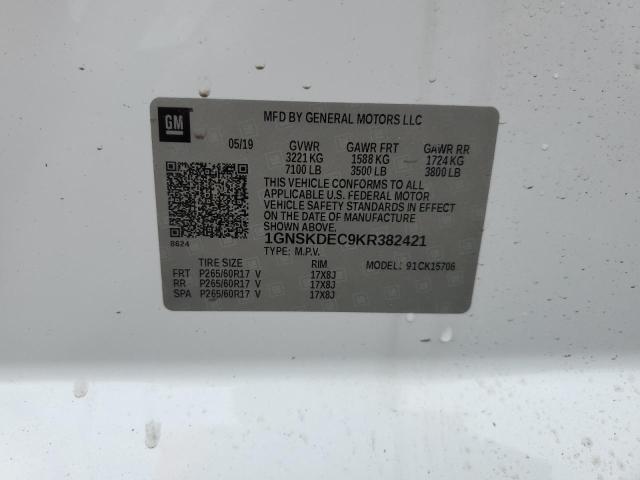 GM
MFD BY GENERAL MOTORS LLC
05/19 GVWR GAWR FRT GAWR RR
3221 KG 1588 KG 1724 KG
7100 LB 3500 LB 3800 LB
THIS VEHICLE CONFORMS TO ALL
APPLICABLE U.S. FEDERAL MOTOR
VEHICLE SAFETY STANDARDS IN EFFECT
ON THE DATE OF MANUFACTURE
SHOWN ABOVE.
8624
1GNSKDEC9KR382421
TYPE: M.P.V.
TIRE SIZE RIM MODEL: 91CK15706
FRT P265/60R17 V 17X8J
RR P265/60R17 V 17X8J
SPA P265/60R17 V 17X8J